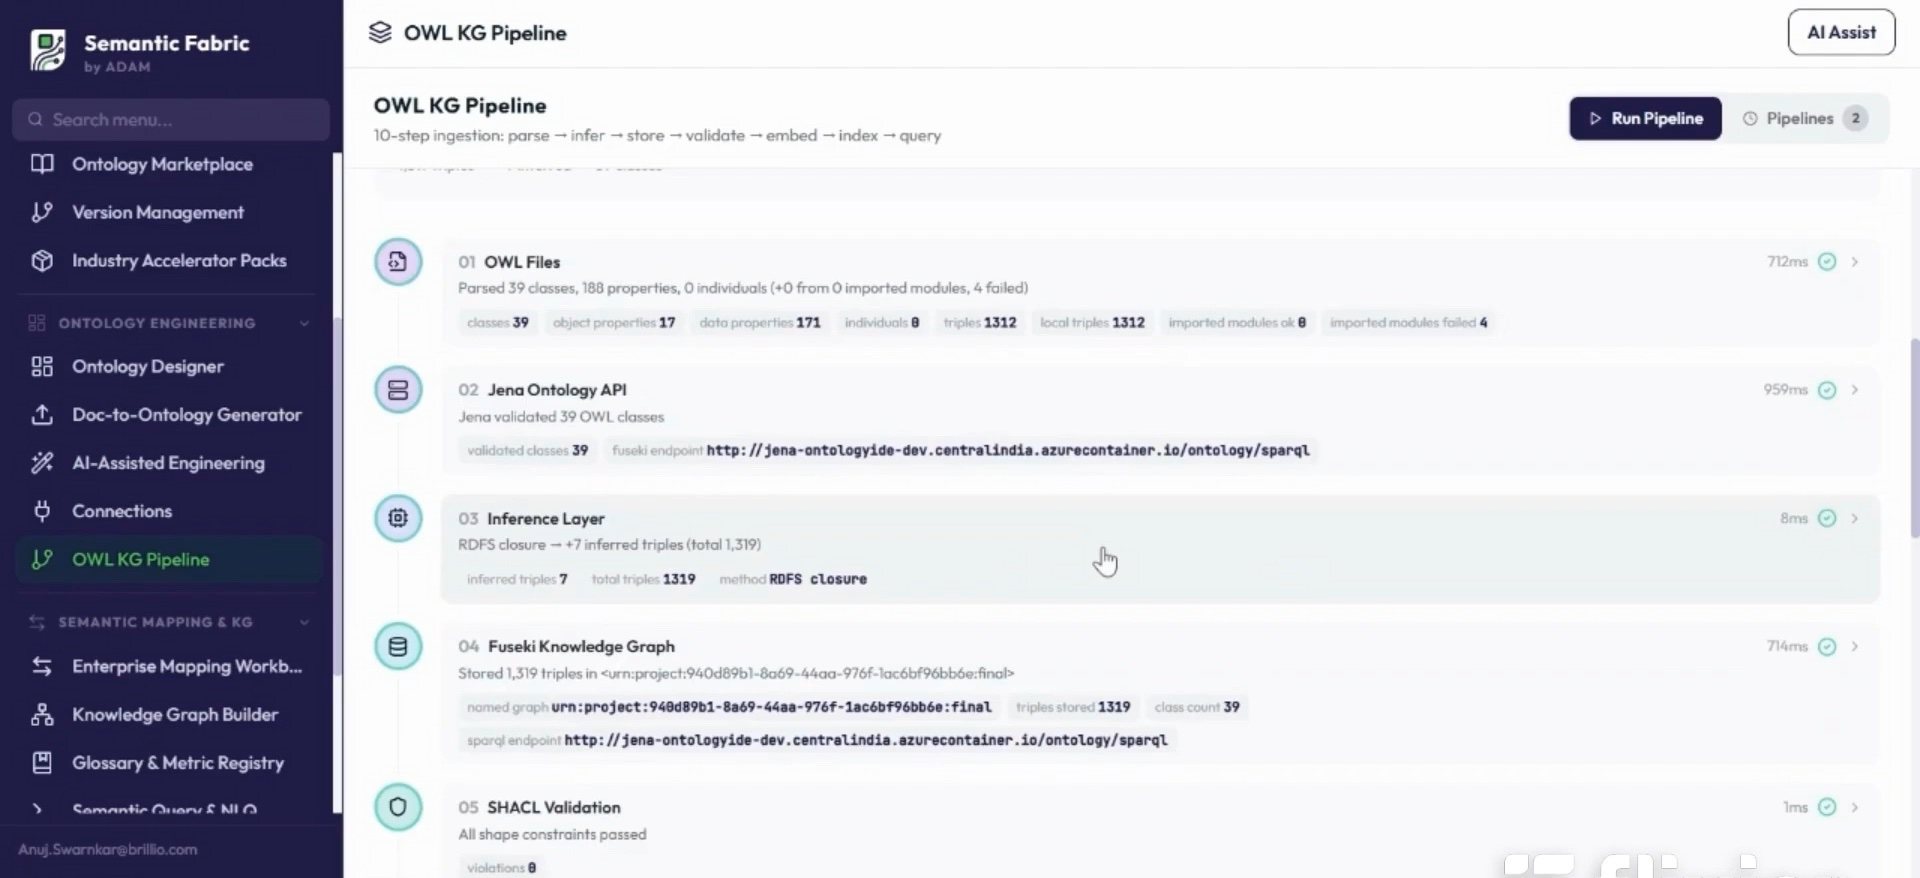 Semantic Fabric
by ADAM
Search menu...
Ontology Marketplace
Version Management
Industry Accelerator Packs
ONTOLOGY ENGINEERING
Ontology Designer
Doc-to-Ontology Generator
AI-Assisted Engineering
Connections
OWL KG Pipeline
SEMANTIC MAPPING & KG
Enterprise Mapping Workb...
Knowledge Graph Builder
Glossary & Metric Registry
Semantic Query & NLQ
Anuj.Swarnkar@brillio.com
OWL KG Pipeline
AI Assist
OWL KG Pipeline
10-step ingestion: parse → infer → store → validate → embed → index → query
Run Pipeline
Pipelines 2
01 OWL Files
712ms
Parsed 39 classes, 188 properties, 0 individuals (+0 from 0 imported modules, 4 failed)
classes 39 object properties 17 data properties 171 individuals 0 triples 1312 local triples 1312 imported modules ok 0 imported modules failed 4
02 Jena Ontology API
959ms
Jena validated 39 OWL classes
validated classes 39 fuseki endpoint http://jena-ontologyide-dev.centralindia.azurecontainer.io/ontology/sparql
03 Inference Layer
8ms
RDFS closure → +7 inferred triples (total 1,319)
inferred triples 7 total triples 1319 method RDFS closure
04 Fuseki Knowledge Graph
714ms
Stored 1,319 triples in <urn:project:940d89b1-8a69-44aa-976f-1ac6bf96bb6e:final>
named graph urn:project:940d89b1-8a69-44aa-976f-1ac6bf96bb6e:final triples stored 1319 class count 39
sparql endpoint http://jena-ontologyide-dev.centralindia.azurecontainer.io/ontology/sparql
05 SHACL Validation
1ms
All shape constraints passed
violations 0